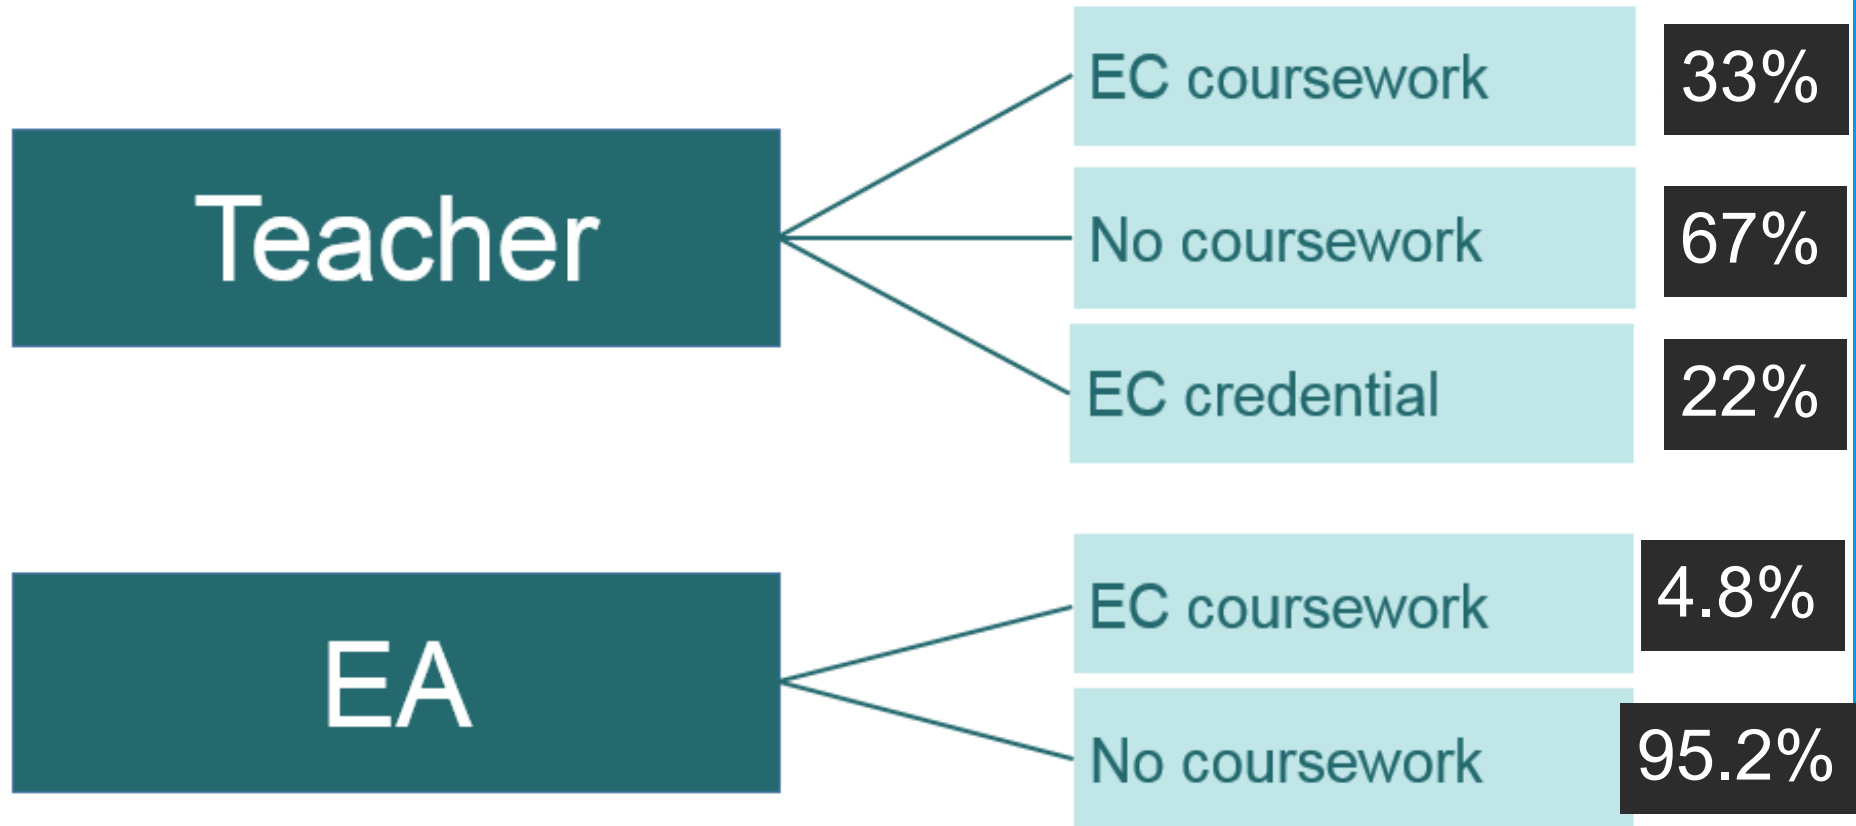 Teacher
EC coursework 33%
No coursework 67%
EC credential 22%
EA
EC coursework 4.8%
No coursework 95.2%